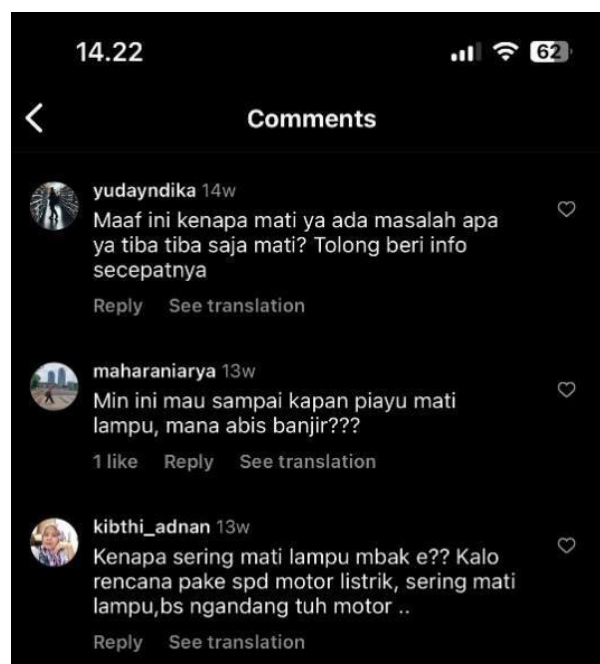 14.22
62
Comments
yudayndika 14w
Maaf ini kenapa mati ya ada masalah apa
ya tiba tiba saja mati? Tolong beri info
secepatnya
Reply See translation
maharaniarya 13w
Min ini mau sampai kapan piayu mati
lampu, mana abis banjir???
1 like Reply See translation
kibthi_adnan 13w
Kenapa sering mati lampu mbak e?? Kalo
rencana pake spd motor listrik, sering mati
lampu,bs ngandang tuh motor ..
Reply See translation